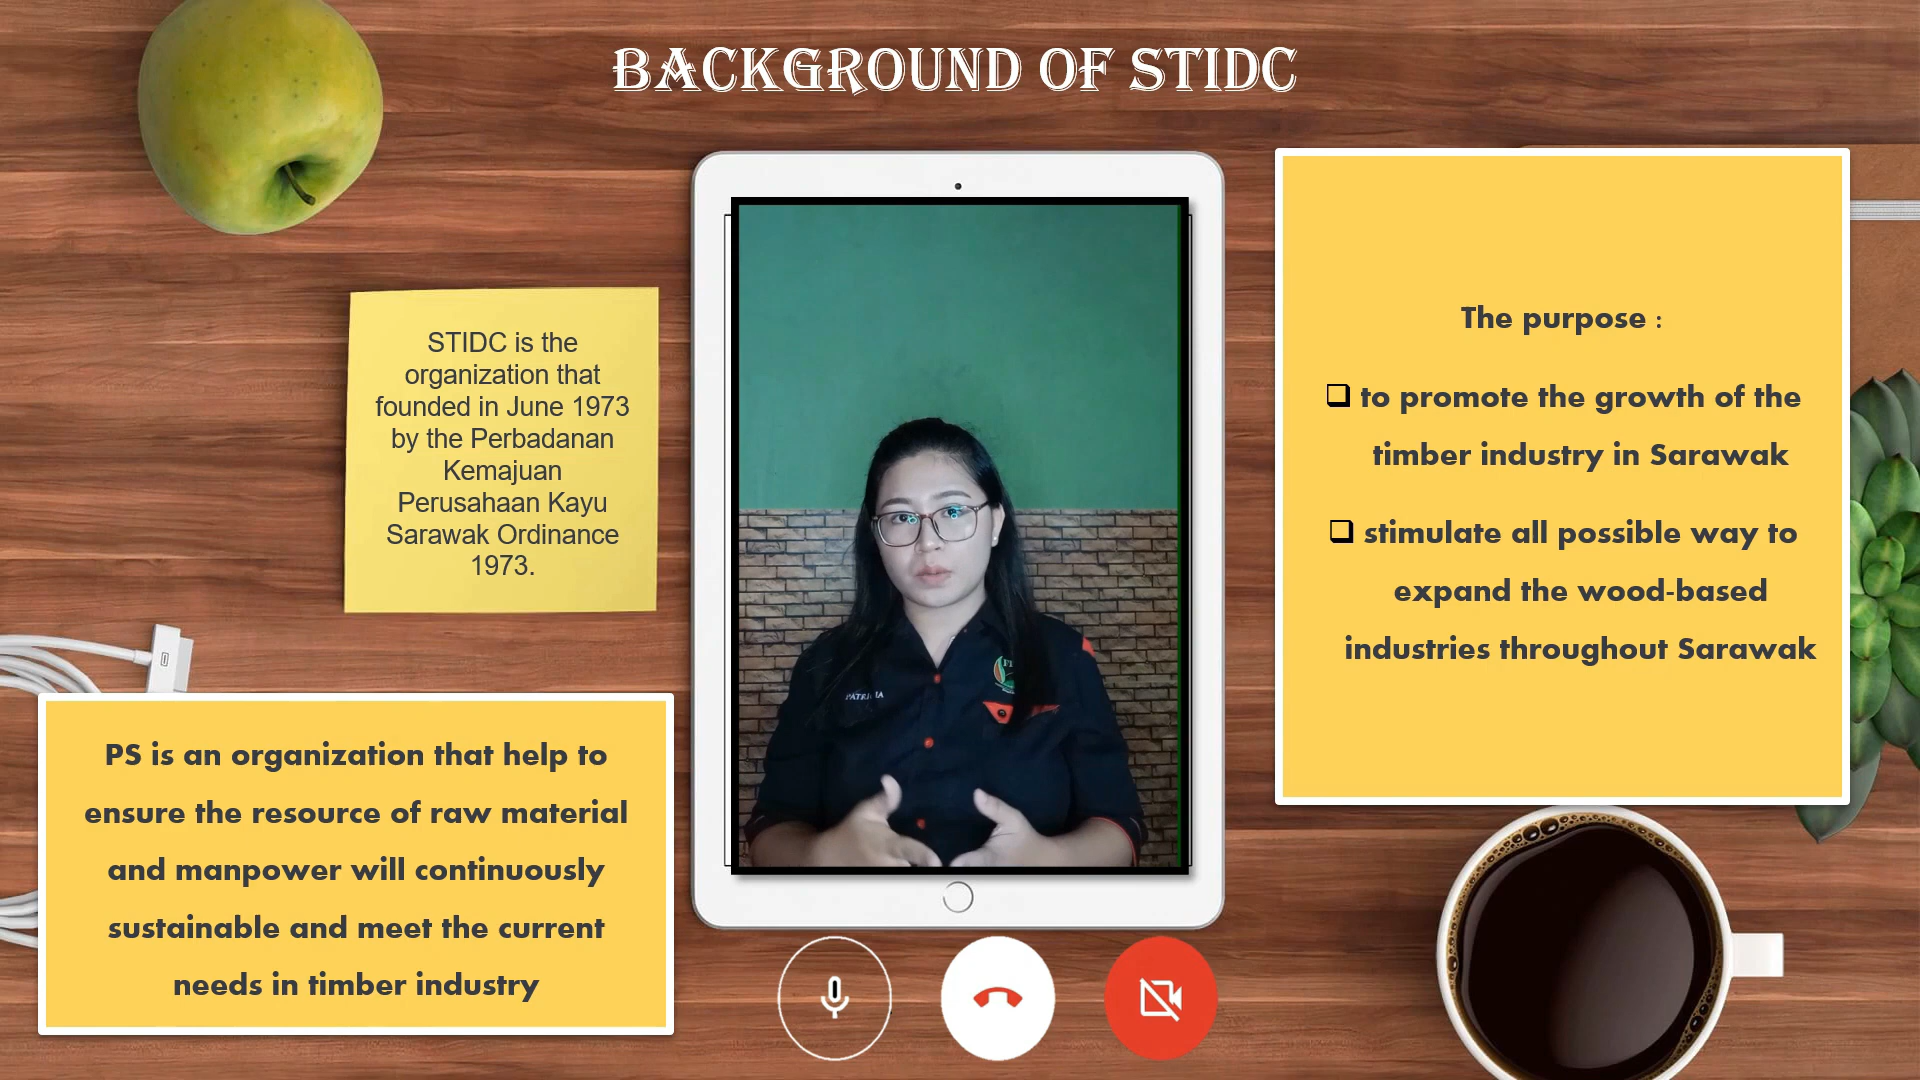 BACKGROUND OF STIDC
STIDC is the
organization that
founded in June 1973
by the Perbadanan
Kemajuan
Perusahaan Kayu
Sarawak Ordinance
1973.
PS is an organization that help to
ensure the resource of raw material
and manpower will continuously
sustainable and meet the current
needs in timber industry
PATRICIA
The purpose :
❑ to promote the growth of the
timber industry in Sarawak
❑ stimulate all possible way to
expand the wood-based
industries throughout Sarawak